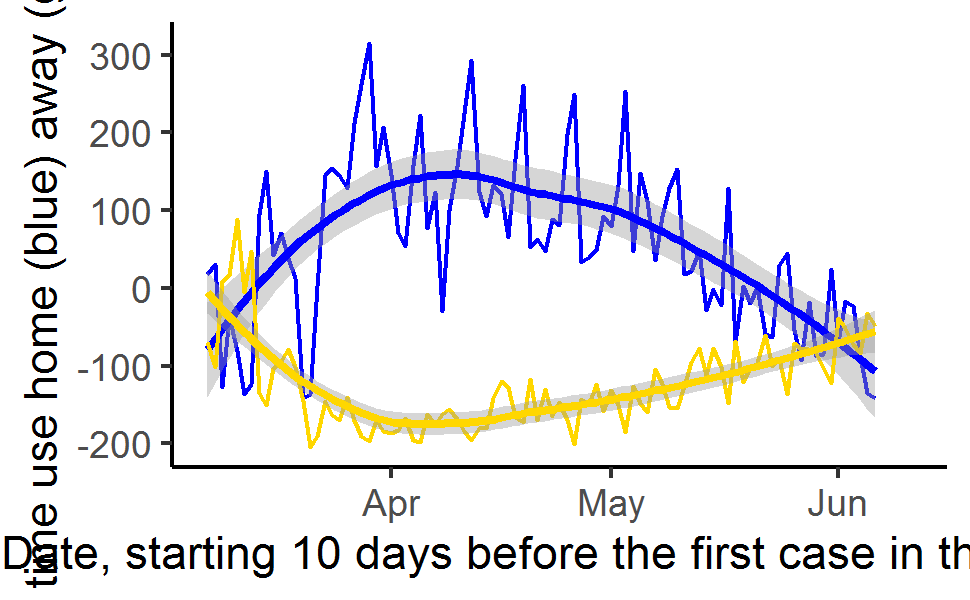 time use home (blue) away (
300
200
100
0
-100
-200
Apr May Jun
Date, starting 10 days before the first case in th